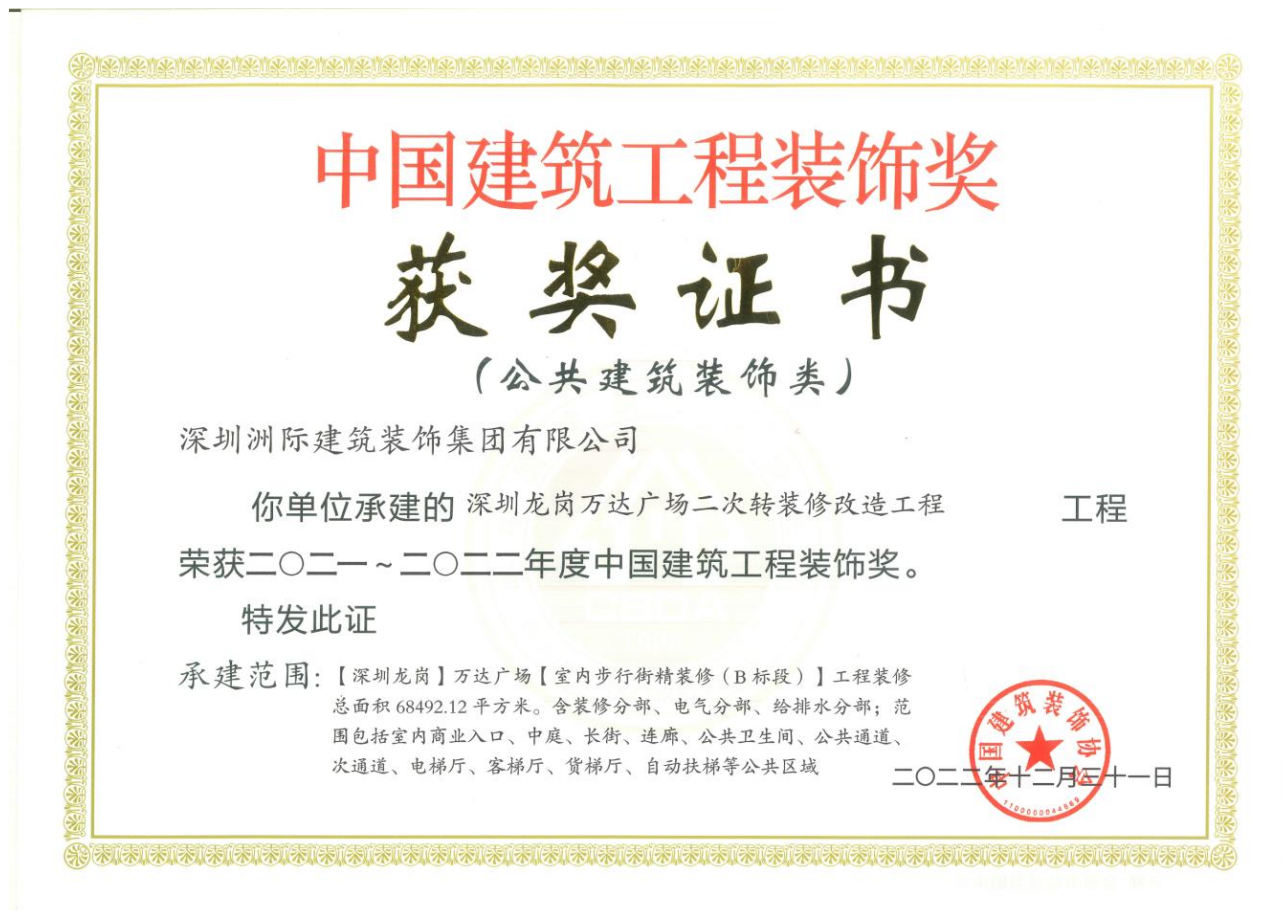 中国建筑工程装饰奖
获奖证书
（公共建筑装饰类）
深圳洲际建筑装饰集团有限公司
你单位承建的 深圳龙岗万达广场二次转装修改造工程 工程
荣获二〇二一～二〇二二年度中国建筑工程装饰奖。
特发此证
承建范围：【深圳龙岗】万达广场【室内步行街精装修（B 标段）】工程装修
总面积 68492.12 平方米。含装修分部、电气分部、给排水分部；范
围包括室内商业入口、中庭、长街、连廊、公共卫生间、公共通道、
次通道、电梯厅、客梯厅、货梯厅、自动扶梯等公共区域
中国建筑装饰协会
二〇二二年十二月三十一日